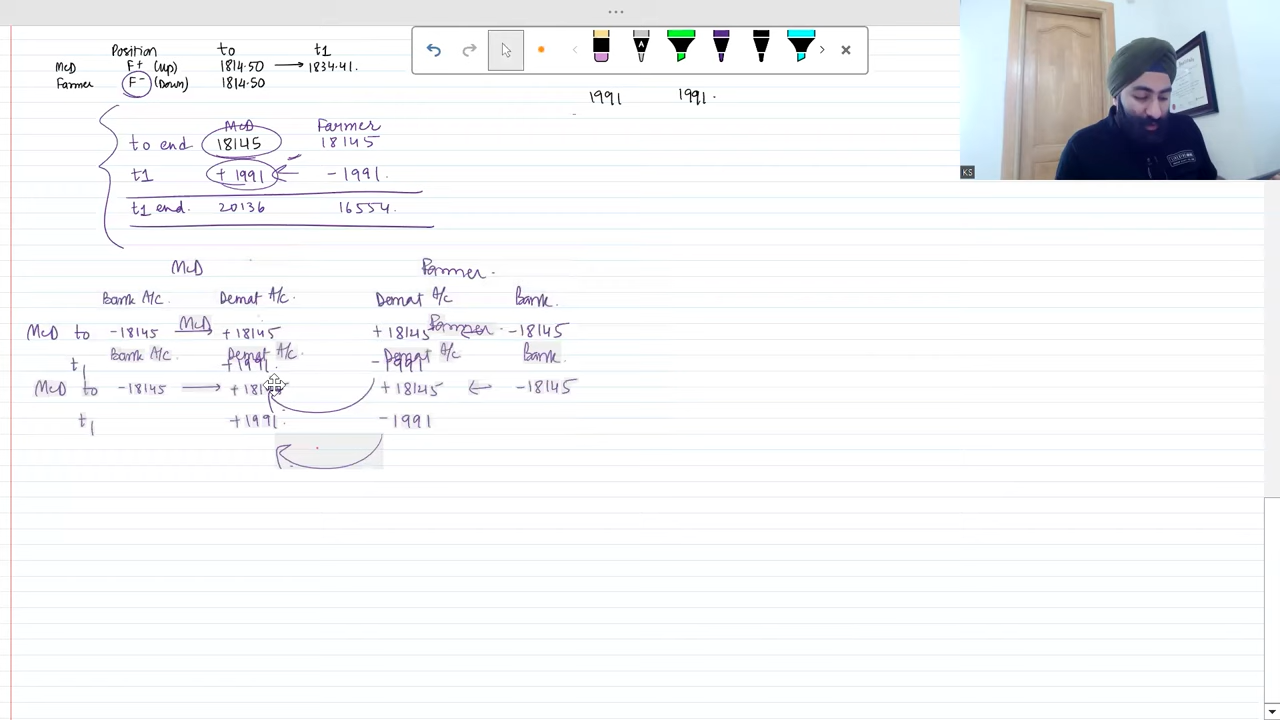 Position to t1
McD F+ (Up) 1814.50 → 1834.41.
Farmer F- (Down) 1814.50
1991 1991.
McD Farmer
to end 18145 18145
t1 + 1991 ← - 1991.
t1 end. 20136 16554.
McD Farmer.
Bank A/c. Demat A/c. Demat A/c Bank.
McD to -18145 → +18145 +18145 ← -18145
McD Farmer.
t1 +1991. -1991
Bank A/c. Demat A/c. Demat A/c Bank.
McD to -18145 → +18145 +18145 ← -18145
t1 +1991. -1991
KS